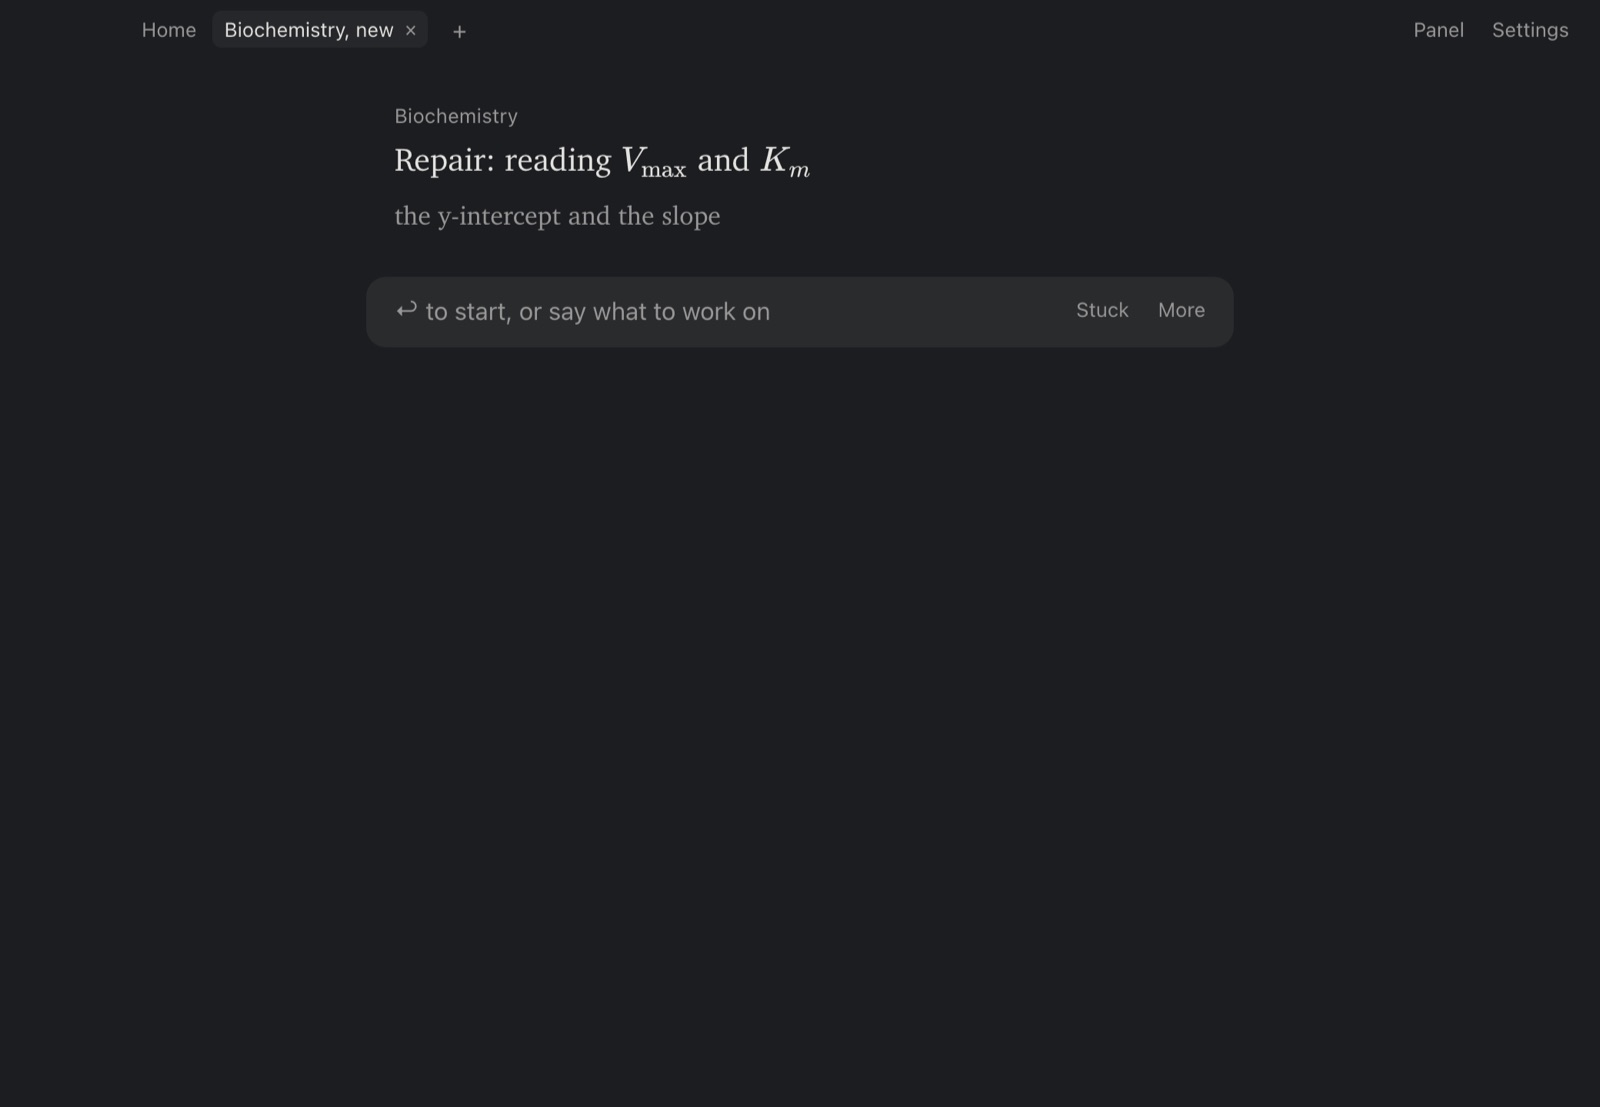 Home Biochemistry, new × + Panel Settings
Biochemistry
Repair: reading Vmax and Km
the y-intercept and the slope
↩ to start, or say what to work on Stuck More